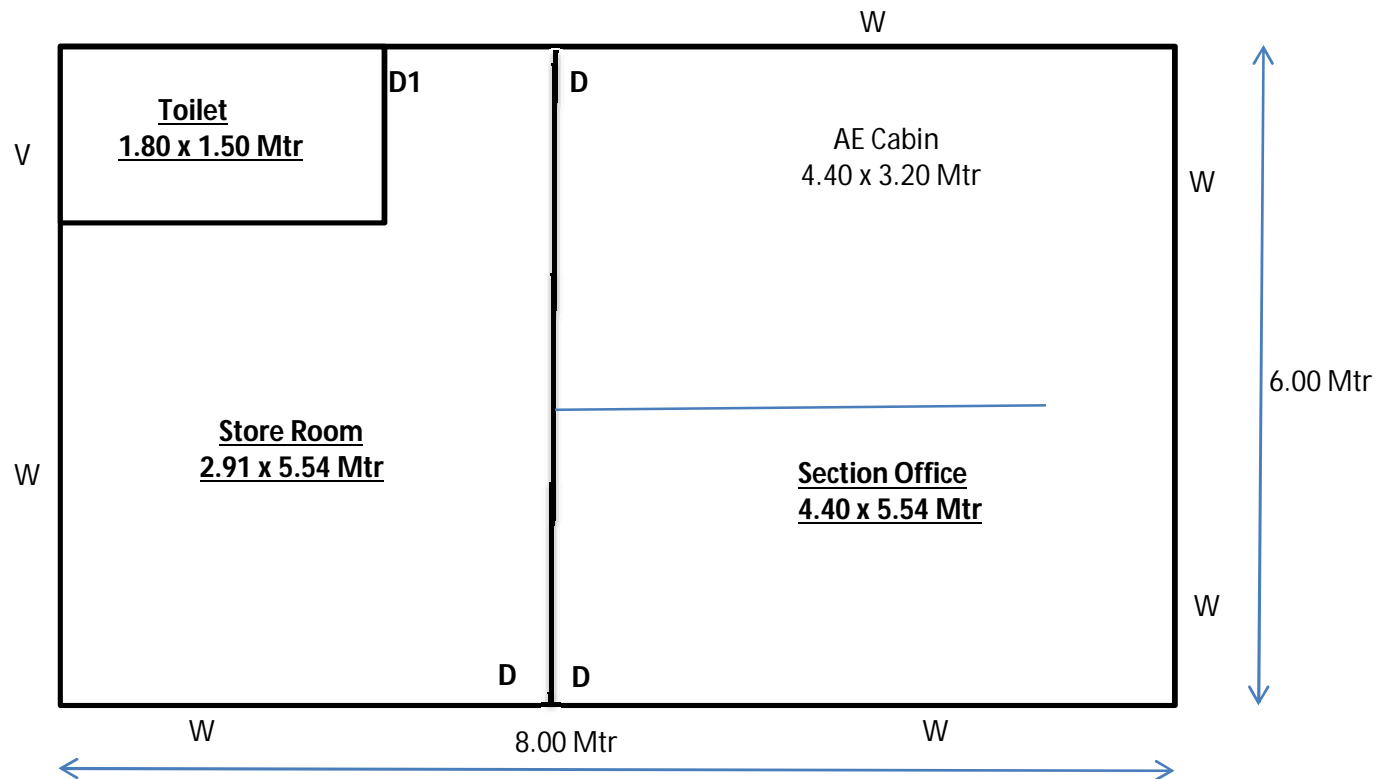 W
D1
D
Toilet
1.80 x 1.50 Mtr
V
AE Cabin
4.40 x 3.20 Mtr
W
6.00 Mtr
Store Room
2.91 x 5.54 Mtr
W
Section Office
4.40 x 5.54 Mtr
W
D
D
W
8.00 Mtr
W